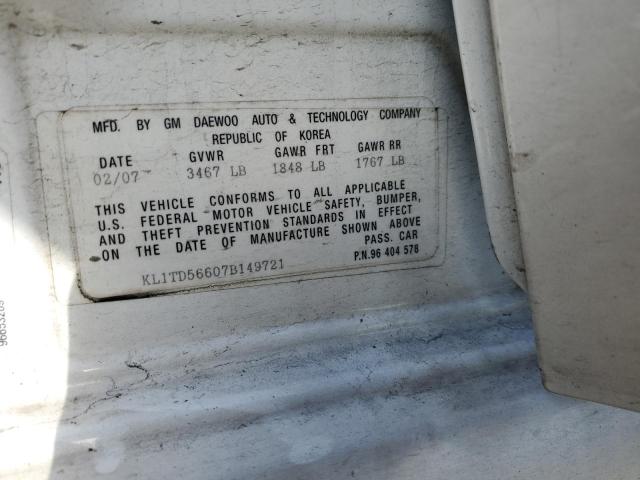 MFD. BY GM DAEWOO AUTO & TECHNOLOGY COMPANY
REPUBLIC OF KOREA
DATE GVWR GAWR FRT GAWR RR
02/07 3467 LB 1848 LB 1767 LB
THIS VEHICLE CONFORMS TO ALL APPLICABLE
U.S. FEDERAL MOTOR VEHICLE SAFETY, BUMPER,
AND THEFT PREVENTION STANDARDS IN EFFECT
ON THE DATE OF MANUFACTURE SHOWN ABOVE
PASS. CAR
KL1TD56607B149721
P.N.96 404 576